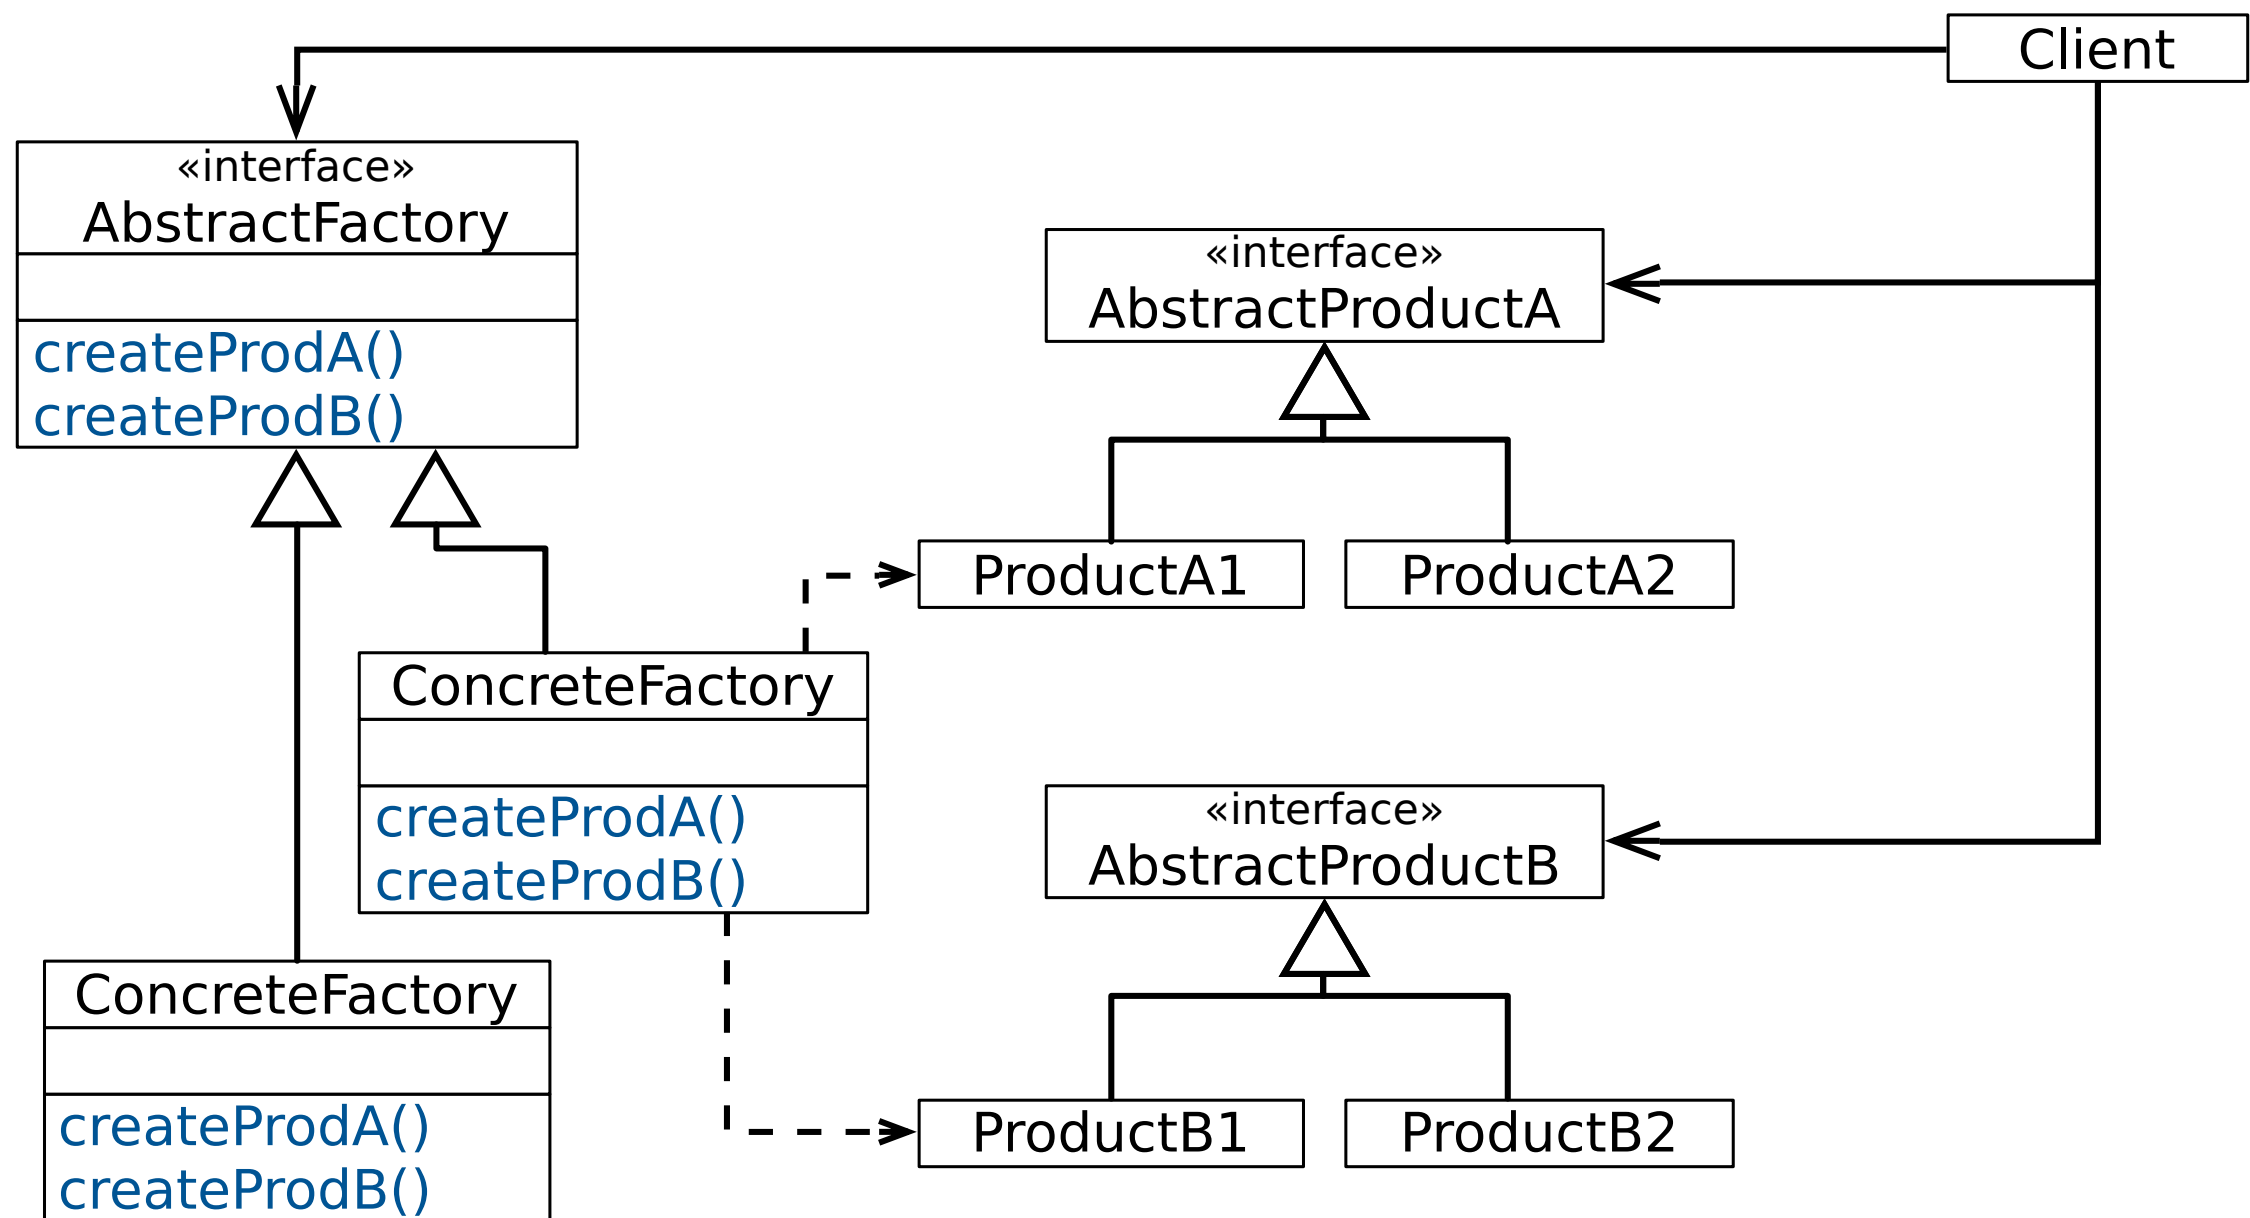 Client
«interface»
AbstractFactory
createProdA()
createProdB()
«interface»
AbstractProductA
ProductA1
ProductA2
ConcreteFactory
createProdA()
createProdB()
«interface»
AbstractProductB
ConcreteFactory
createProdA()
createProdB()
ProductB1
ProductB2